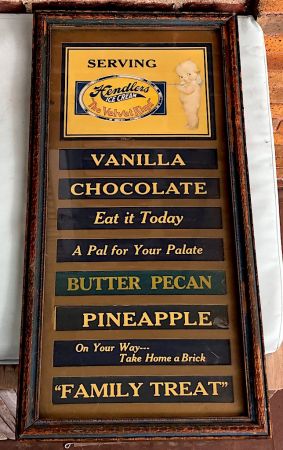 SERVING
Hendlers
ICE CREAM
The Velvet Kind
VANILLA
CHOCOLATE
Eat it Today
A Pal for Your Palate
BUTTER PECAN
PINEAPPLE
On Your Way---
Take Home a Brick
"FAMILY TREAT"